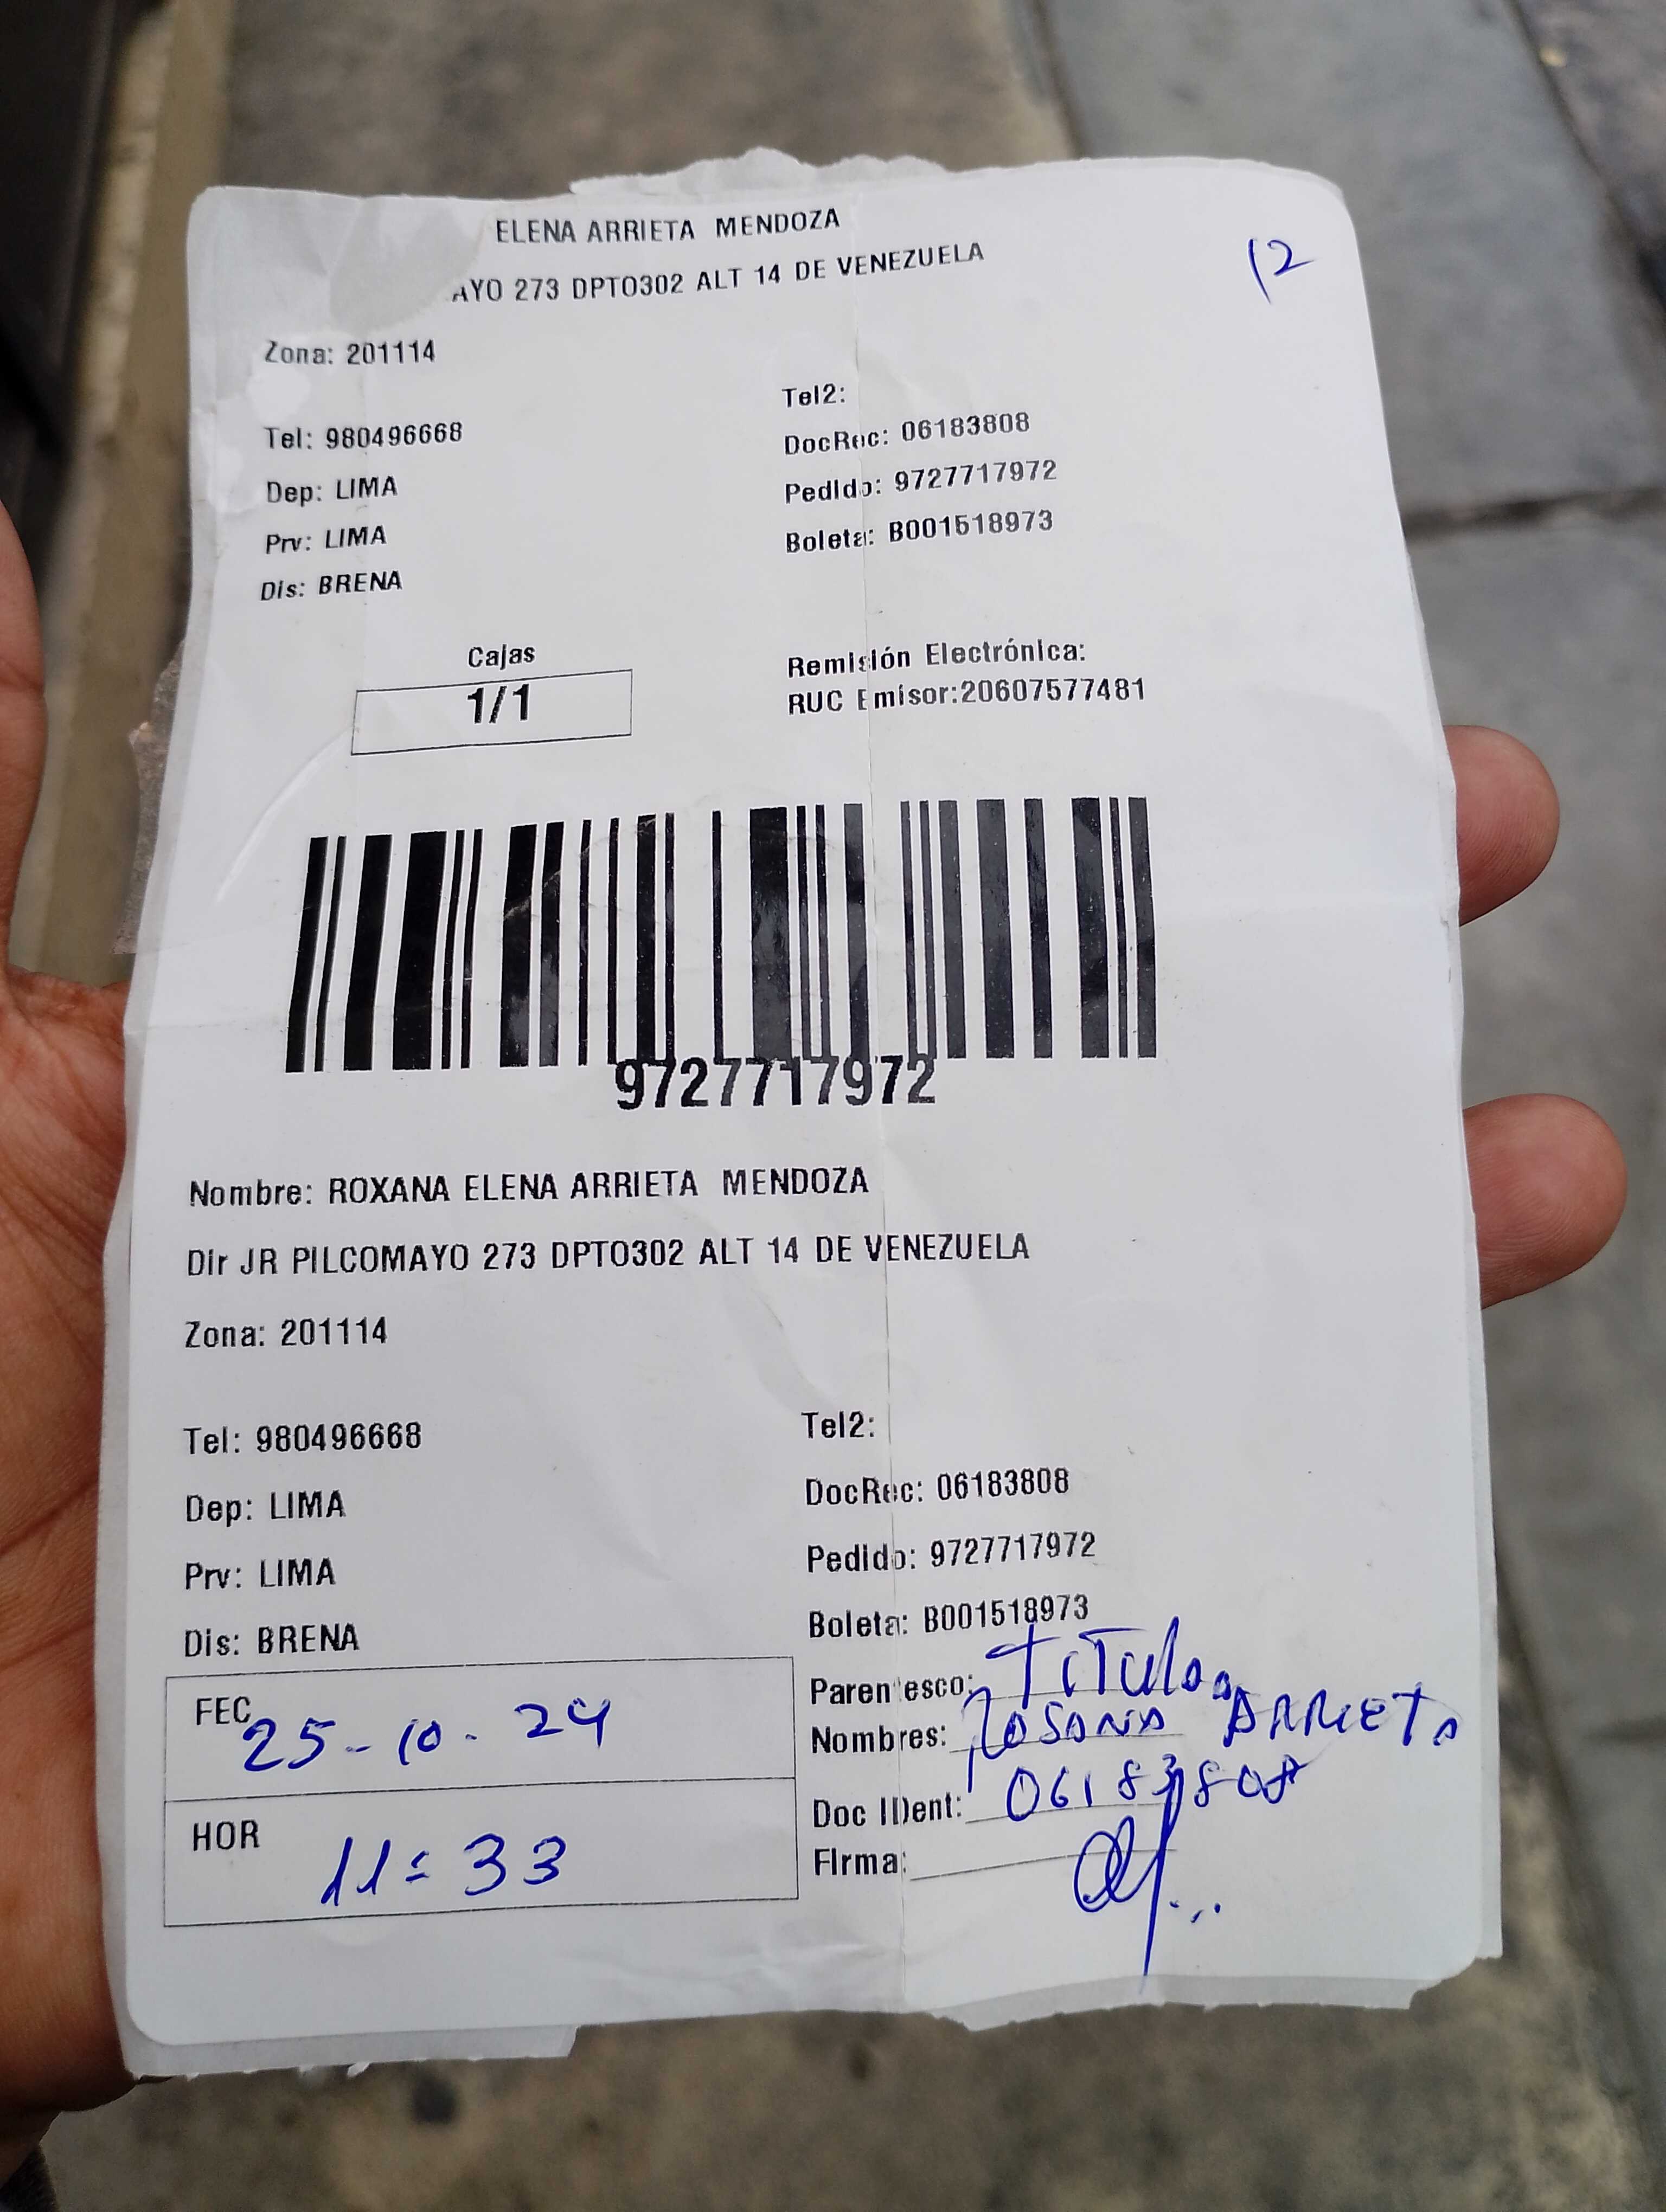 ELENA ARRIETA MENDOZA
AYO 273 DPTO302 ALT 14 DE VENEZUELA
12
Zona: 201114
Tel2:
Tel: 980496668
DocRec: 06183808
Dep: LIMA
Pedido: 9727717972
Prv: LIMA
Boleta: B001518973
Dis: BRENA
Cajas
1/1
Remisión Electrónica:
RUC Emisor:20607577481
9727717972
Nombre: ROXANA ELENA ARRIETA MENDOZA
Dir JR PILCOMAYO 273 DPTO302 ALT 14 DE VENEZUELA
Zona: 201114
Tel: 980496668
Tel2:
Dep: LIMA
DocRec: 06183808
Prv: LIMA
Pedido: 9727717972
Dis: BRENA
Boleta: B001518973
FEC 25-10-24
Parentesco: Titula
Nombres: ROSANA ARRIETA
HOR 11:33
Doc IDent: 06183808
Firma: